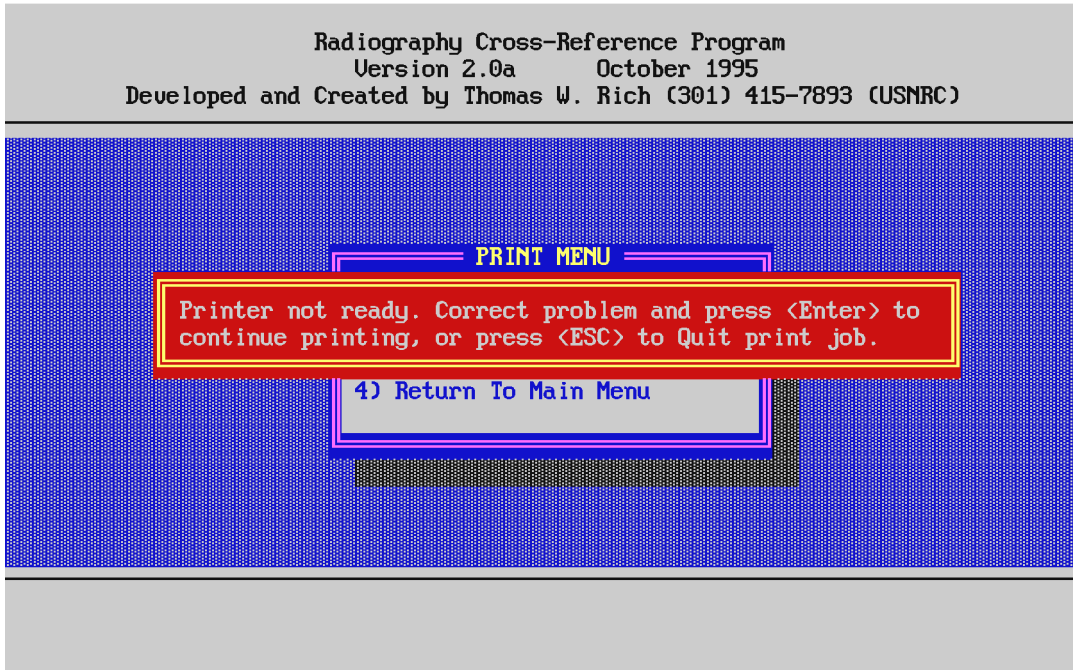 Radiography Cross-Reference Program
Version 2.0a October 1995
Developed and Created by Thomas W. Rich (301) 415-7893 (USNRC)
PRINT MENU
Printer not ready. Correct problem and press <Enter> to
continue printing, or press <ESC> to Quit print job.
4) Return To Main Menu